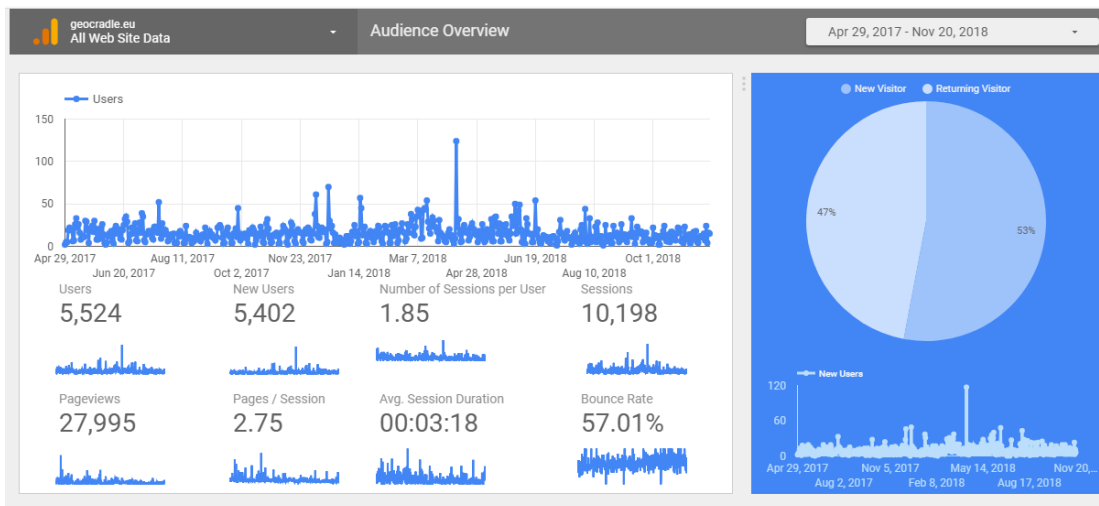 geocradle.eu
All Web Site Data
Audience Overview
Apr 29, 2017 - Nov 20, 2018
Users
150
100
50
0
Apr 29, 2017 Aug 11, 2017 Nov 23, 2017 Mar 7, 2018 Jun 19, 2018 Oct 1, 2018
Jun 20, 2017 Oct 2, 2017 Jan 14, 2018 Apr 28, 2018 Aug 10, 2018
Users New Users Number of Sessions per User Sessions
5,524 5,402 1.85 10,198
Pageviews Pages / Session Avg. Session Duration Bounce Rate
27,995 2.75 00:03:18 57.01%
New Visitor Returning Visitor
47%
53%
New Users
120
60
0
Apr 29, 2017 Nov 5, 2017 May 14, 2018 Nov 20,...
Aug 2, 2017 Feb 8, 2018 Aug 17, 2018